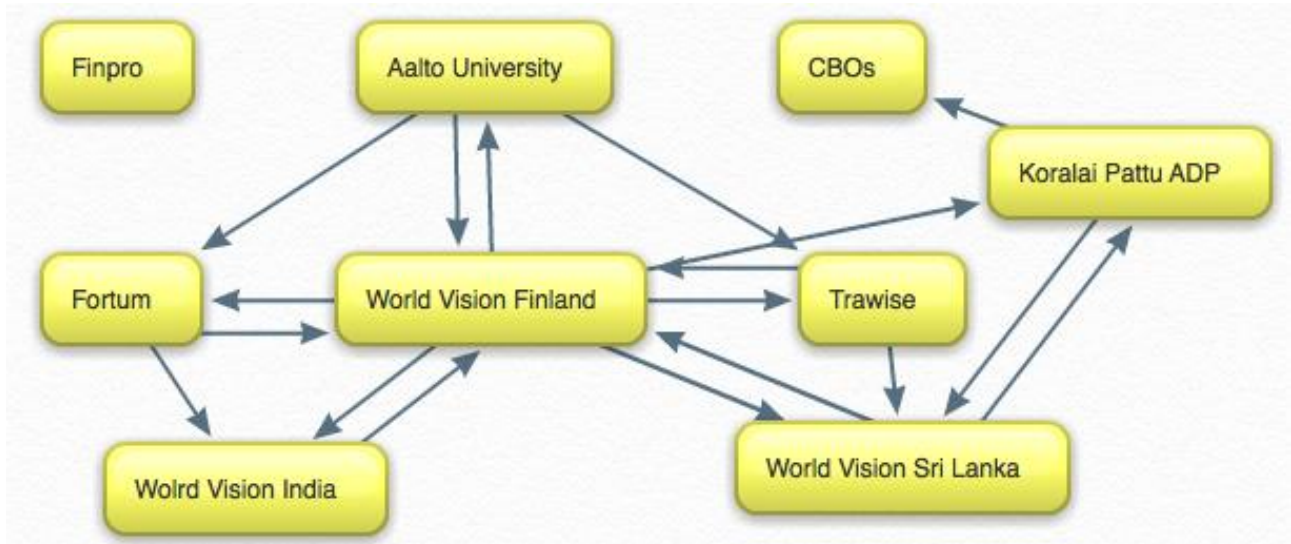 Finpro
Aalto University
CBOs
Koralai Pattu ADP
Fortum
World Vision Finland
Trawise
Wolrd Vision India
World Vision Sri Lanka